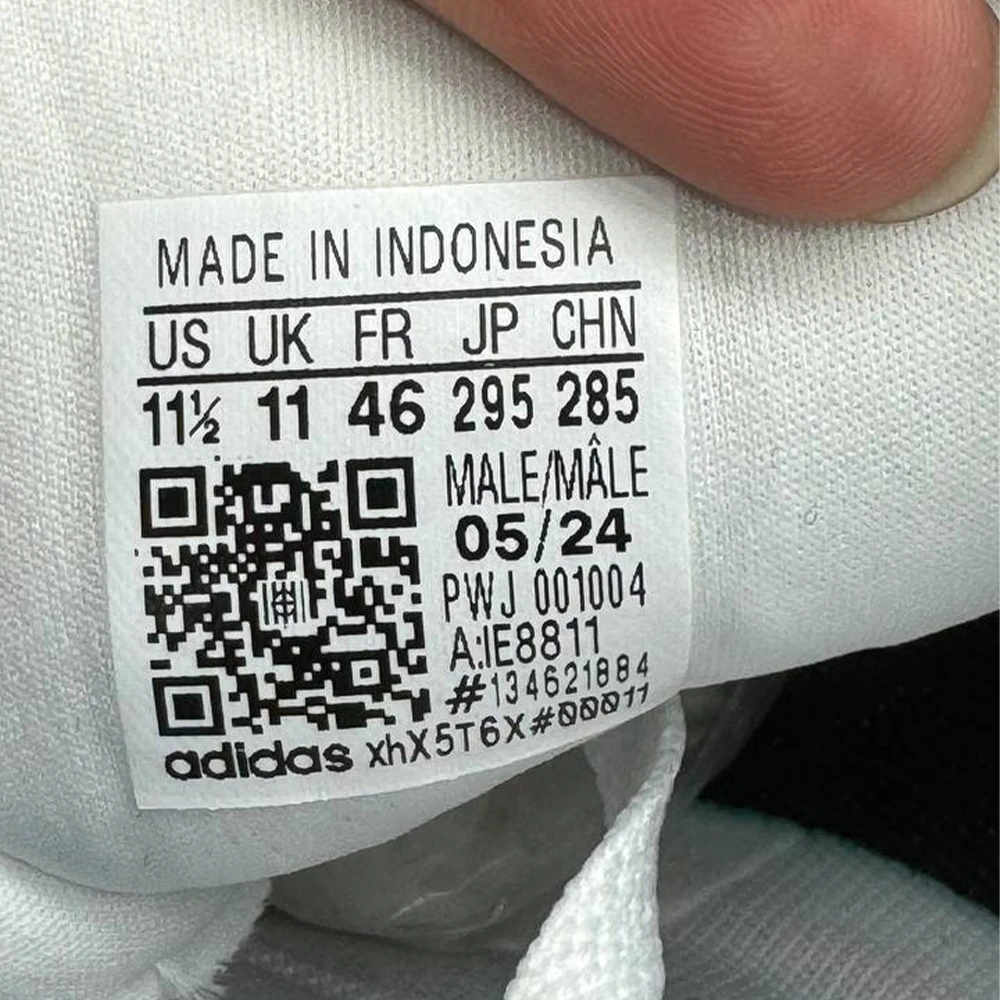 MADE IN INDONESIA
US UK FR JP CHN
11½ 11 46 295 285
MALE/MÂLE
05/24
PWJ 001004
A:IE8811
#134621884
adidas xhX5T6X#00011